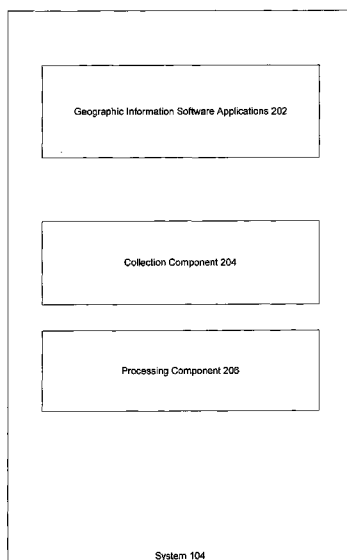 Geographic Information Software Applications 202
Collection Component 204
Processing Component 206
System 104